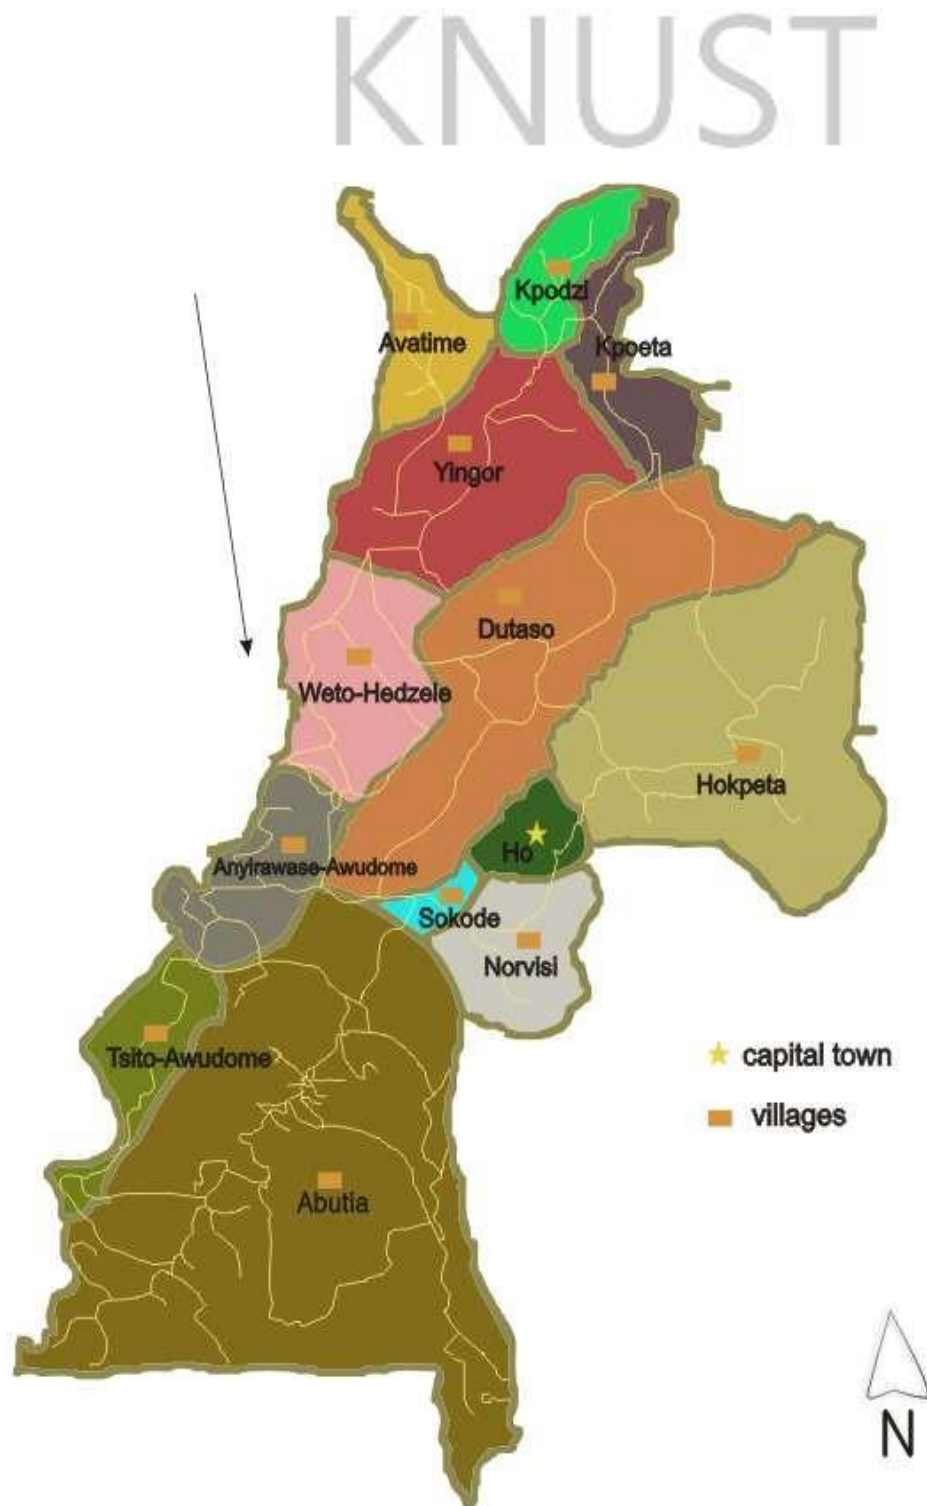 KNUST
Kpodzi
Avatime
Kpoeta
Yingor
Dutaso
Weto-Hedzele
Hokpeta
Ho
Anyirawase-Awudome
Sokode
Norvisi
Tsito-Awudome
capital town
villages
Abutia
N